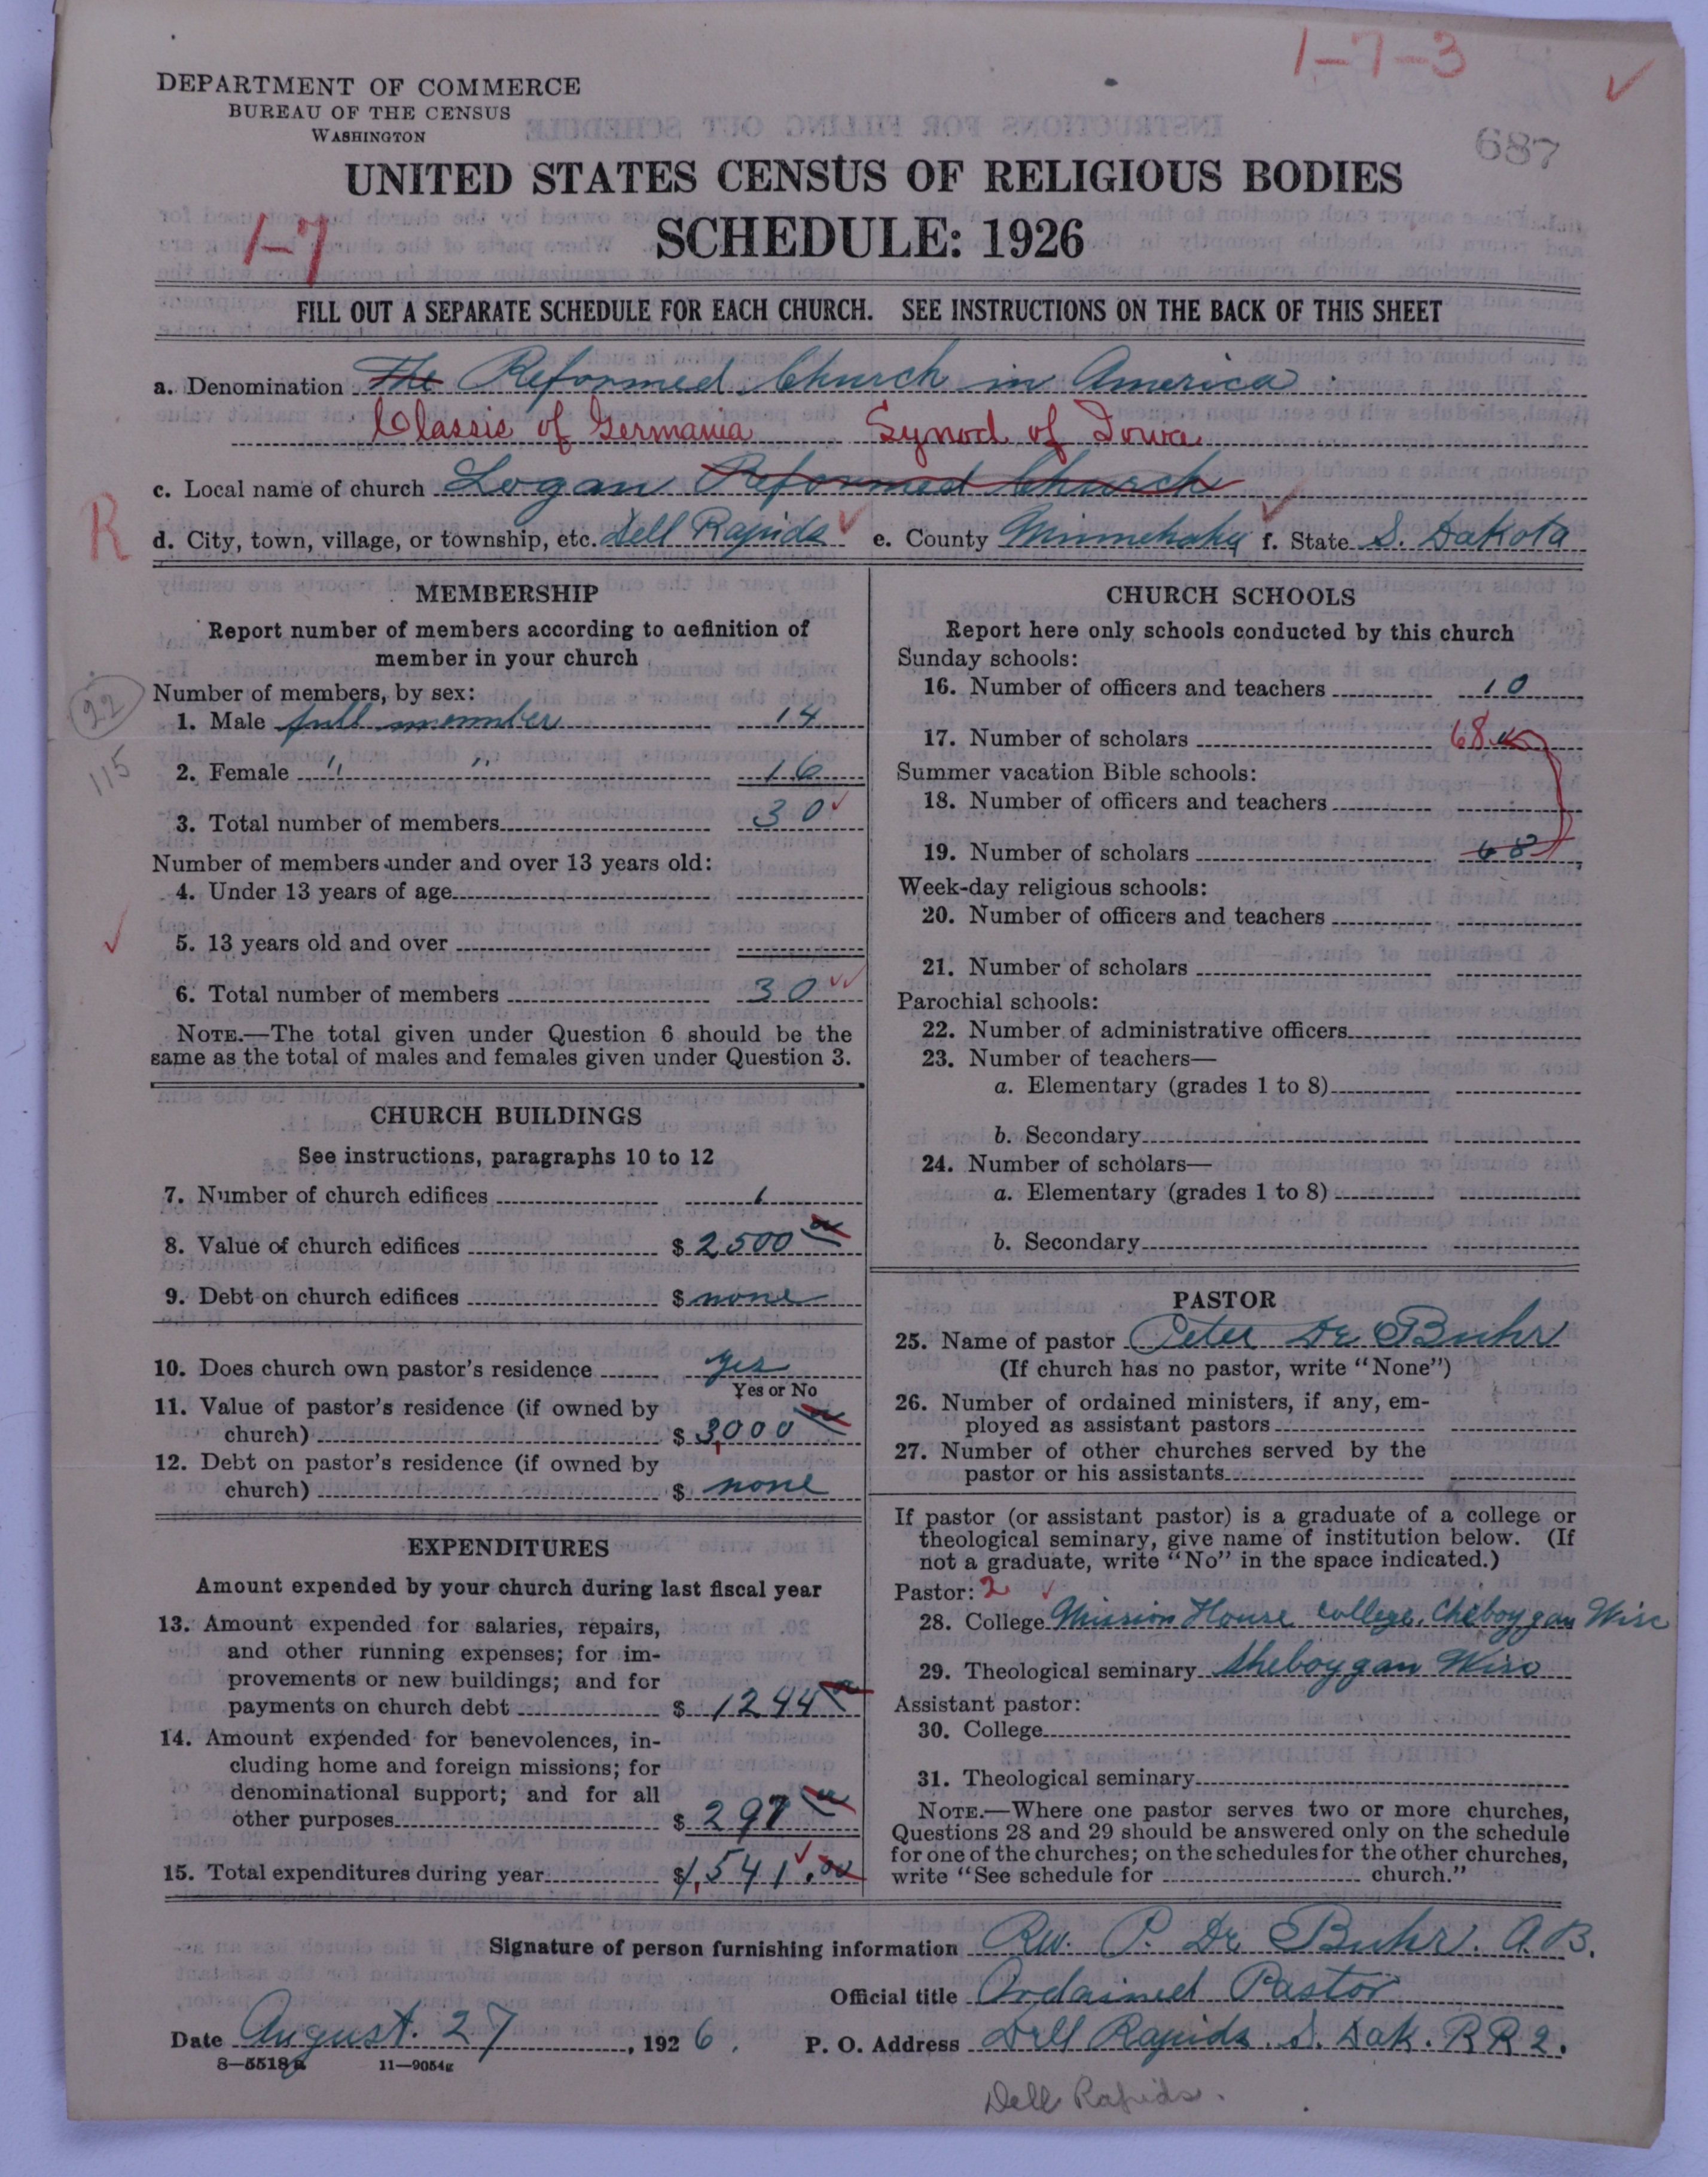 1-7-3
DEPARTMENT OF COMMERCE
BUREAU OF THE CENSUS
WASHINGTON
687
UNITED STATES CENSUS OF RELIGIOUS BODIES
SCHEDULE: 1926
1-7
FILL OUT A SEPARATE SCHEDULE FOR EACH CHURCH. SEE INSTRUCTIONS ON THE BACK OF THIS SHEET
a. Denomination The Reformed Church in America
Classis of Germania Synod of Iowa
c. Local name of church Logan Reformed Church
R
d. City, town, village, or township, etc. Dell Rapids e. County Minnehaha f. State S. Dakota
MEMBERSHIP
Report number of members according to definition of
member in your church
22
115
Number of members, by sex:
1. Male full member 14
2. Female " " 16
3. Total number of members 30
Number of members under and over 13 years old:
4. Under 13 years of age
5. 13 years old and over
6. Total number of members 30
NOTE.—The total given under Question 6 should be the
same as the total of males and females given under Question 3.
CHURCH BUILDINGS
See instructions, paragraphs 10 to 12
7. Number of church edifices 1
8. Value of church edifices $ 2500 00
9. Debt on church edifices $ none
10. Does church own pastor's residence yes
Yes or No
11. Value of pastor's residence (if owned by
church) $ 3,000 00
12. Debt on pastor's residence (if owned by
church) $ none
EXPENDITURES
Amount expended by your church during last fiscal year
13. Amount expended for salaries, repairs,
and other running expenses; for im-
provements or new buildings; and for
payments on church debt $ 1244 00
14. Amount expended for benevolences, in-
cluding home and foreign missions; for
denominational support; and for all
other purposes $ 297 00
15. Total expenditures during year $1,541.00
CHURCH SCHOOLS
Report here only schools conducted by this church
Sunday schools:
16. Number of officers and teachers 10
17. Number of scholars 68
Summer vacation Bible schools:
18. Number of officers and teachers
19. Number of scholars 68
Week-day religious schools:
20. Number of officers and teachers
21. Number of scholars
Parochial schools:
22. Number of administrative officers
23. Number of teachers—
a. Elementary (grades 1 to 8)
b. Secondary
24. Number of scholars—
a. Elementary (grades 1 to 8)
b. Secondary
PASTOR
25. Name of pastor Peter De Buhr
(If church has no pastor, write "None")
26. Number of ordained ministers, if any, em-
ployed as assistant pastors
27. Number of other churches served by the
pastor or his assistants
If pastor (or assistant pastor) is a graduate of a college or
theological seminary, give name of institution below. (If
not a graduate, write "No" in the space indicated.)
Pastor: 2
28. College Mission House College, Cheboygan Wisc
29. Theological seminary Sheboygan Wisc
Assistant pastor:
30. College
31. Theological seminary
NOTE.—Where one pastor serves two or more churches,
Questions 28 and 29 should be answered only on the schedule
for one of the churches; on the schedules for the other churches,
write "See schedule for church."
Signature of person furnishing information Rev. P. De Buhr. A.B.
Official title Ordained Pastor
Date August. 27, 1926. P. O. Address Dell Rapids. S. Dak. RR 2.
8—5518a 11—9054g
Dell Rapids.